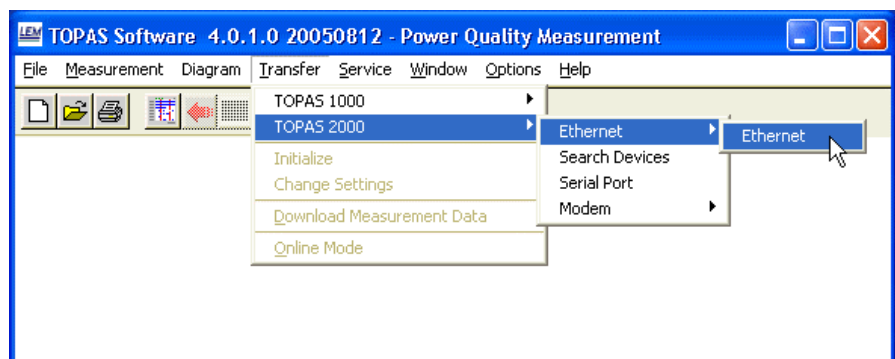 LEM TOPAS Software 4.0.1.0 20050812 - Power Quality Measurement
File Measurement Diagram Transfer Service Window Options Help
TOPAS 1000
TOPAS 2000
Ethernet
Ethernet
Initialize
Search Devices
Change Settings
Serial Port
Download Measurement Data
Modem
Online Mode